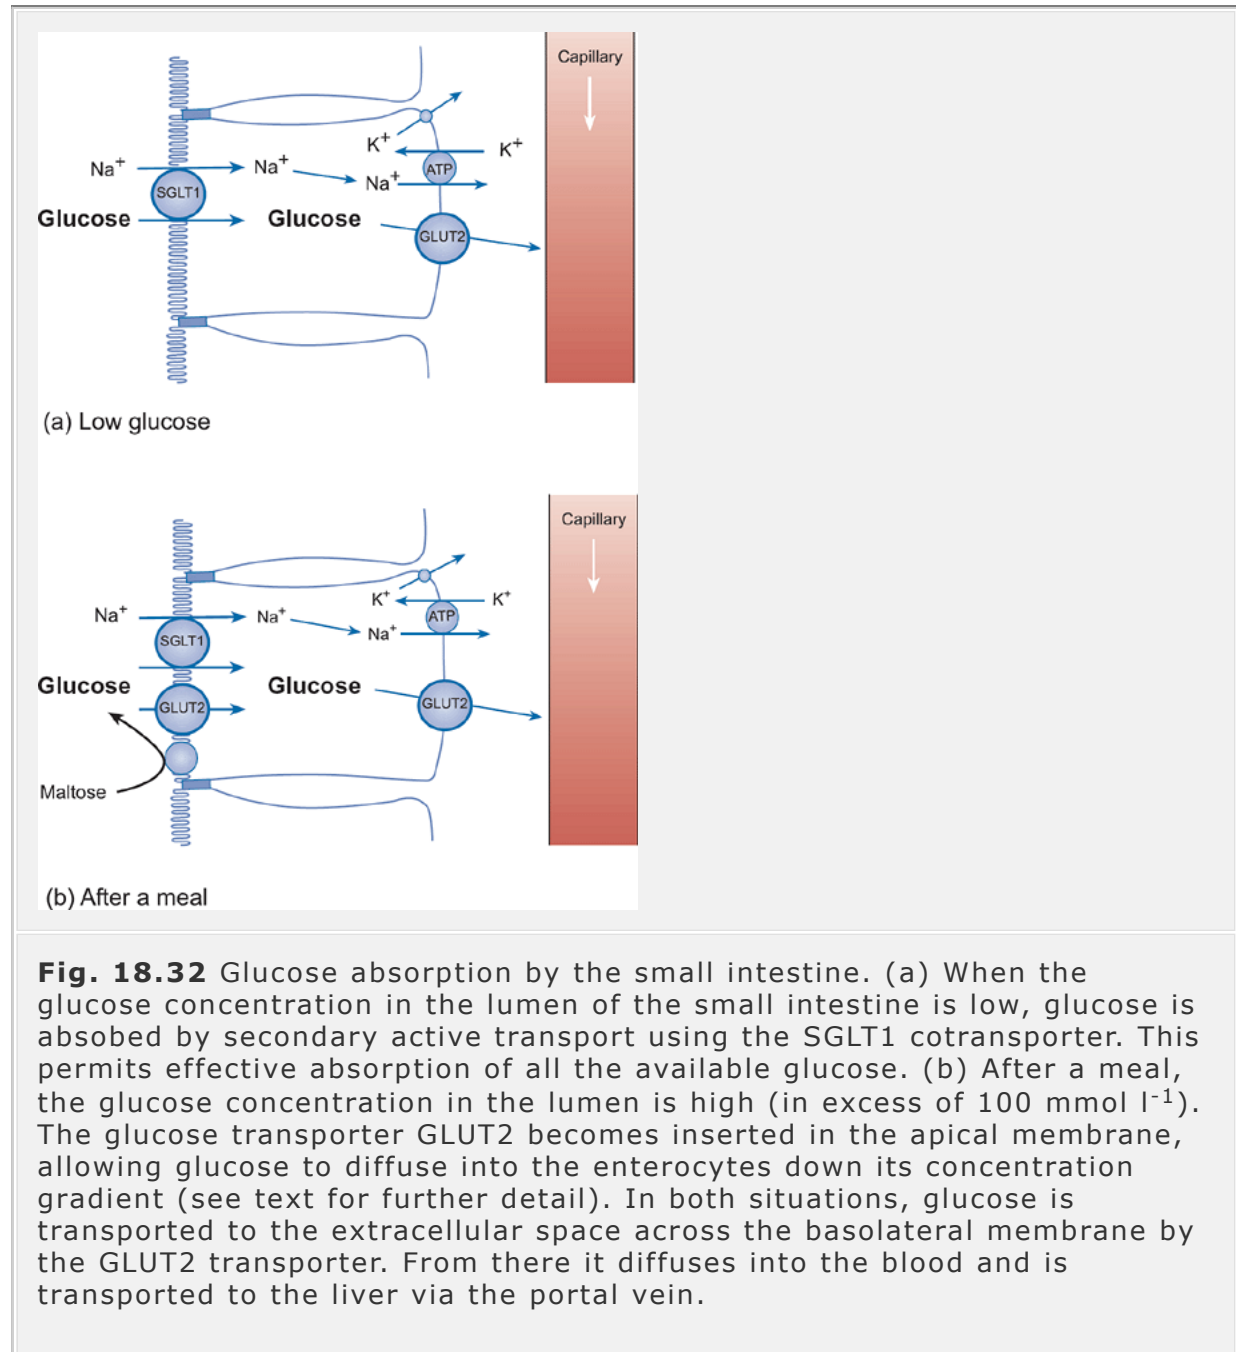 Capillary
K⁺
K⁺
Na⁺
Na⁺
ATP
Na⁺
SGLT1
Glucose
Glucose
GLUT2
(a) Low glucose
Capillary
K⁺
K⁺
Na⁺
Na⁺
ATP
Na⁺
SGLT1
Glucose
Glucose
GLUT2
GLUT2
Maltose
(b) After a meal
Fig. 18.32 Glucose absorption by the small intestine. (a) When the
glucose concentration in the lumen of the small intestine is low, glucose is
absobed by secondary active transport using the SGLT1 cotransporter. This
permits effective absorption of all the available glucose. (b) After a meal,
the glucose concentration in the lumen is high (in excess of 100 mmol l⁻¹).
The glucose transporter GLUT2 becomes inserted in the apical membrane,
allowing glucose to diffuse into the enterocytes down its concentration
gradient (see text for further detail). In both situations, glucose is
transported to the extracellular space across the basolateral membrane by
the GLUT2 transporter. From there it diffuses into the blood and is
transported to the liver via the portal vein.